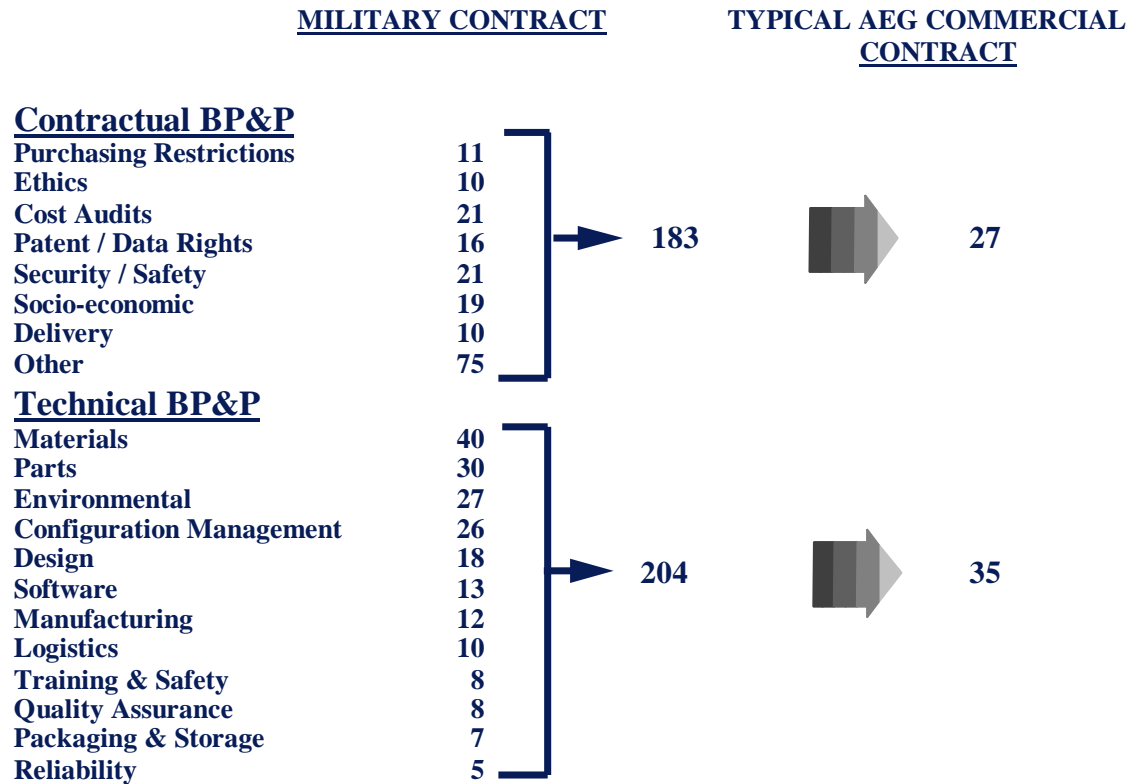 MILITARY CONTRACT TYPICAL AEG COMMERCIAL
CONTRACT
Contractual BP&P
Purchasing Restrictions 11
Ethics 10
Cost Audits 21
Patent / Data Rights 16 183 27
Security / Safety 21
Socio-economic 19
Delivery 10
Other 75
Technical BP&P
Materials 40
Parts 30
Environmental 27
Configuration Management 26
Design 18 204 35
Software 13
Manufacturing 12
Logistics 10
Training & Safety 8
Quality Assurance 8
Packaging & Storage 7
Reliability 5